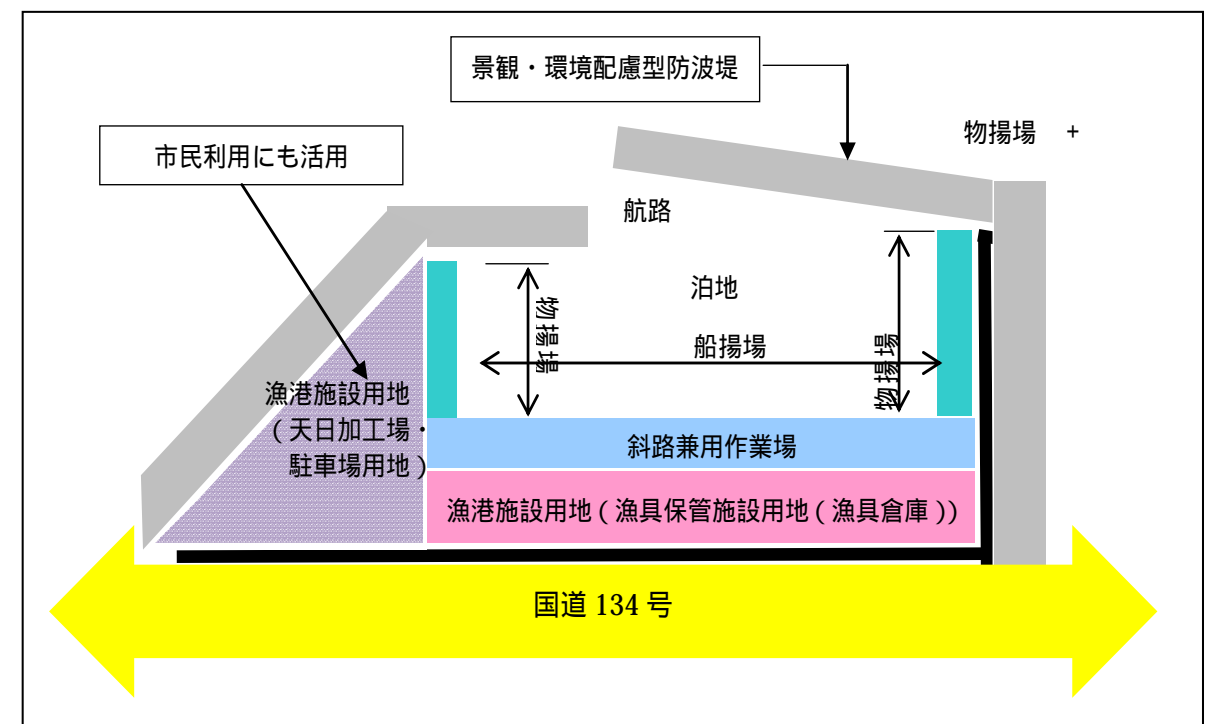 景観・環境配慮型防波堤
物揚場 +
市民利用にも活用
航路
泊地
物揚場
船揚場
物揚場
漁港施設用地
(天日加工場・
駐車場用地)
斜路兼用作業場
漁港施設用地(漁具保管施設用地(漁具倉庫))
国道 134 号